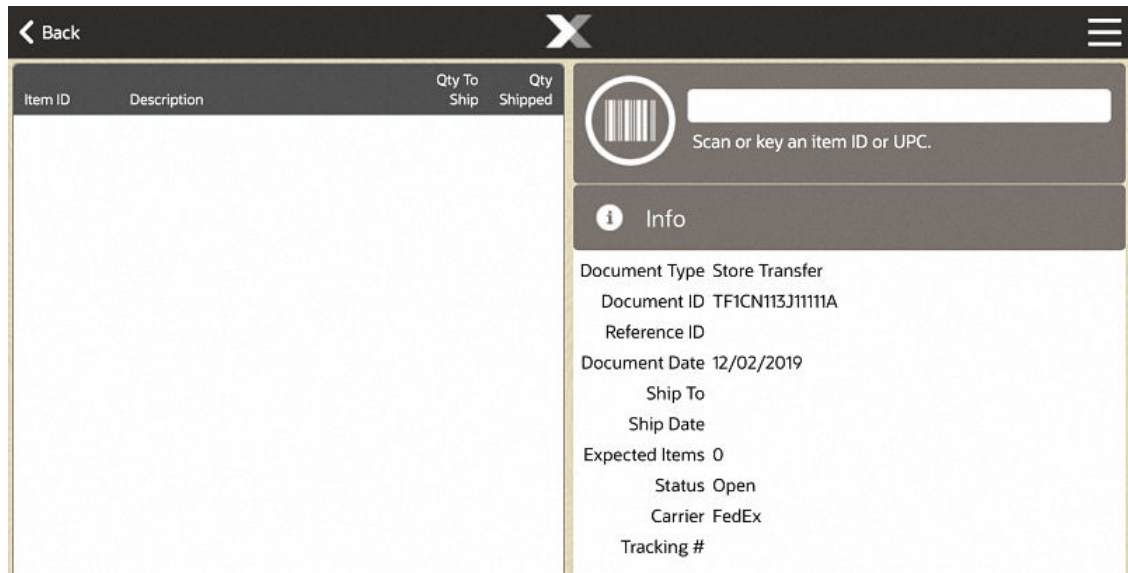 Back
Item ID Description Qty To Ship Qty Shipped
Scan or key an item ID or UPC.
Info
Document Type Store Transfer
Document ID TF1CN113J11111A
Reference ID
Document Date 12/02/2019
Ship To
Ship Date
Expected Items 0
Status Open
Carrier FedEx
Tracking #